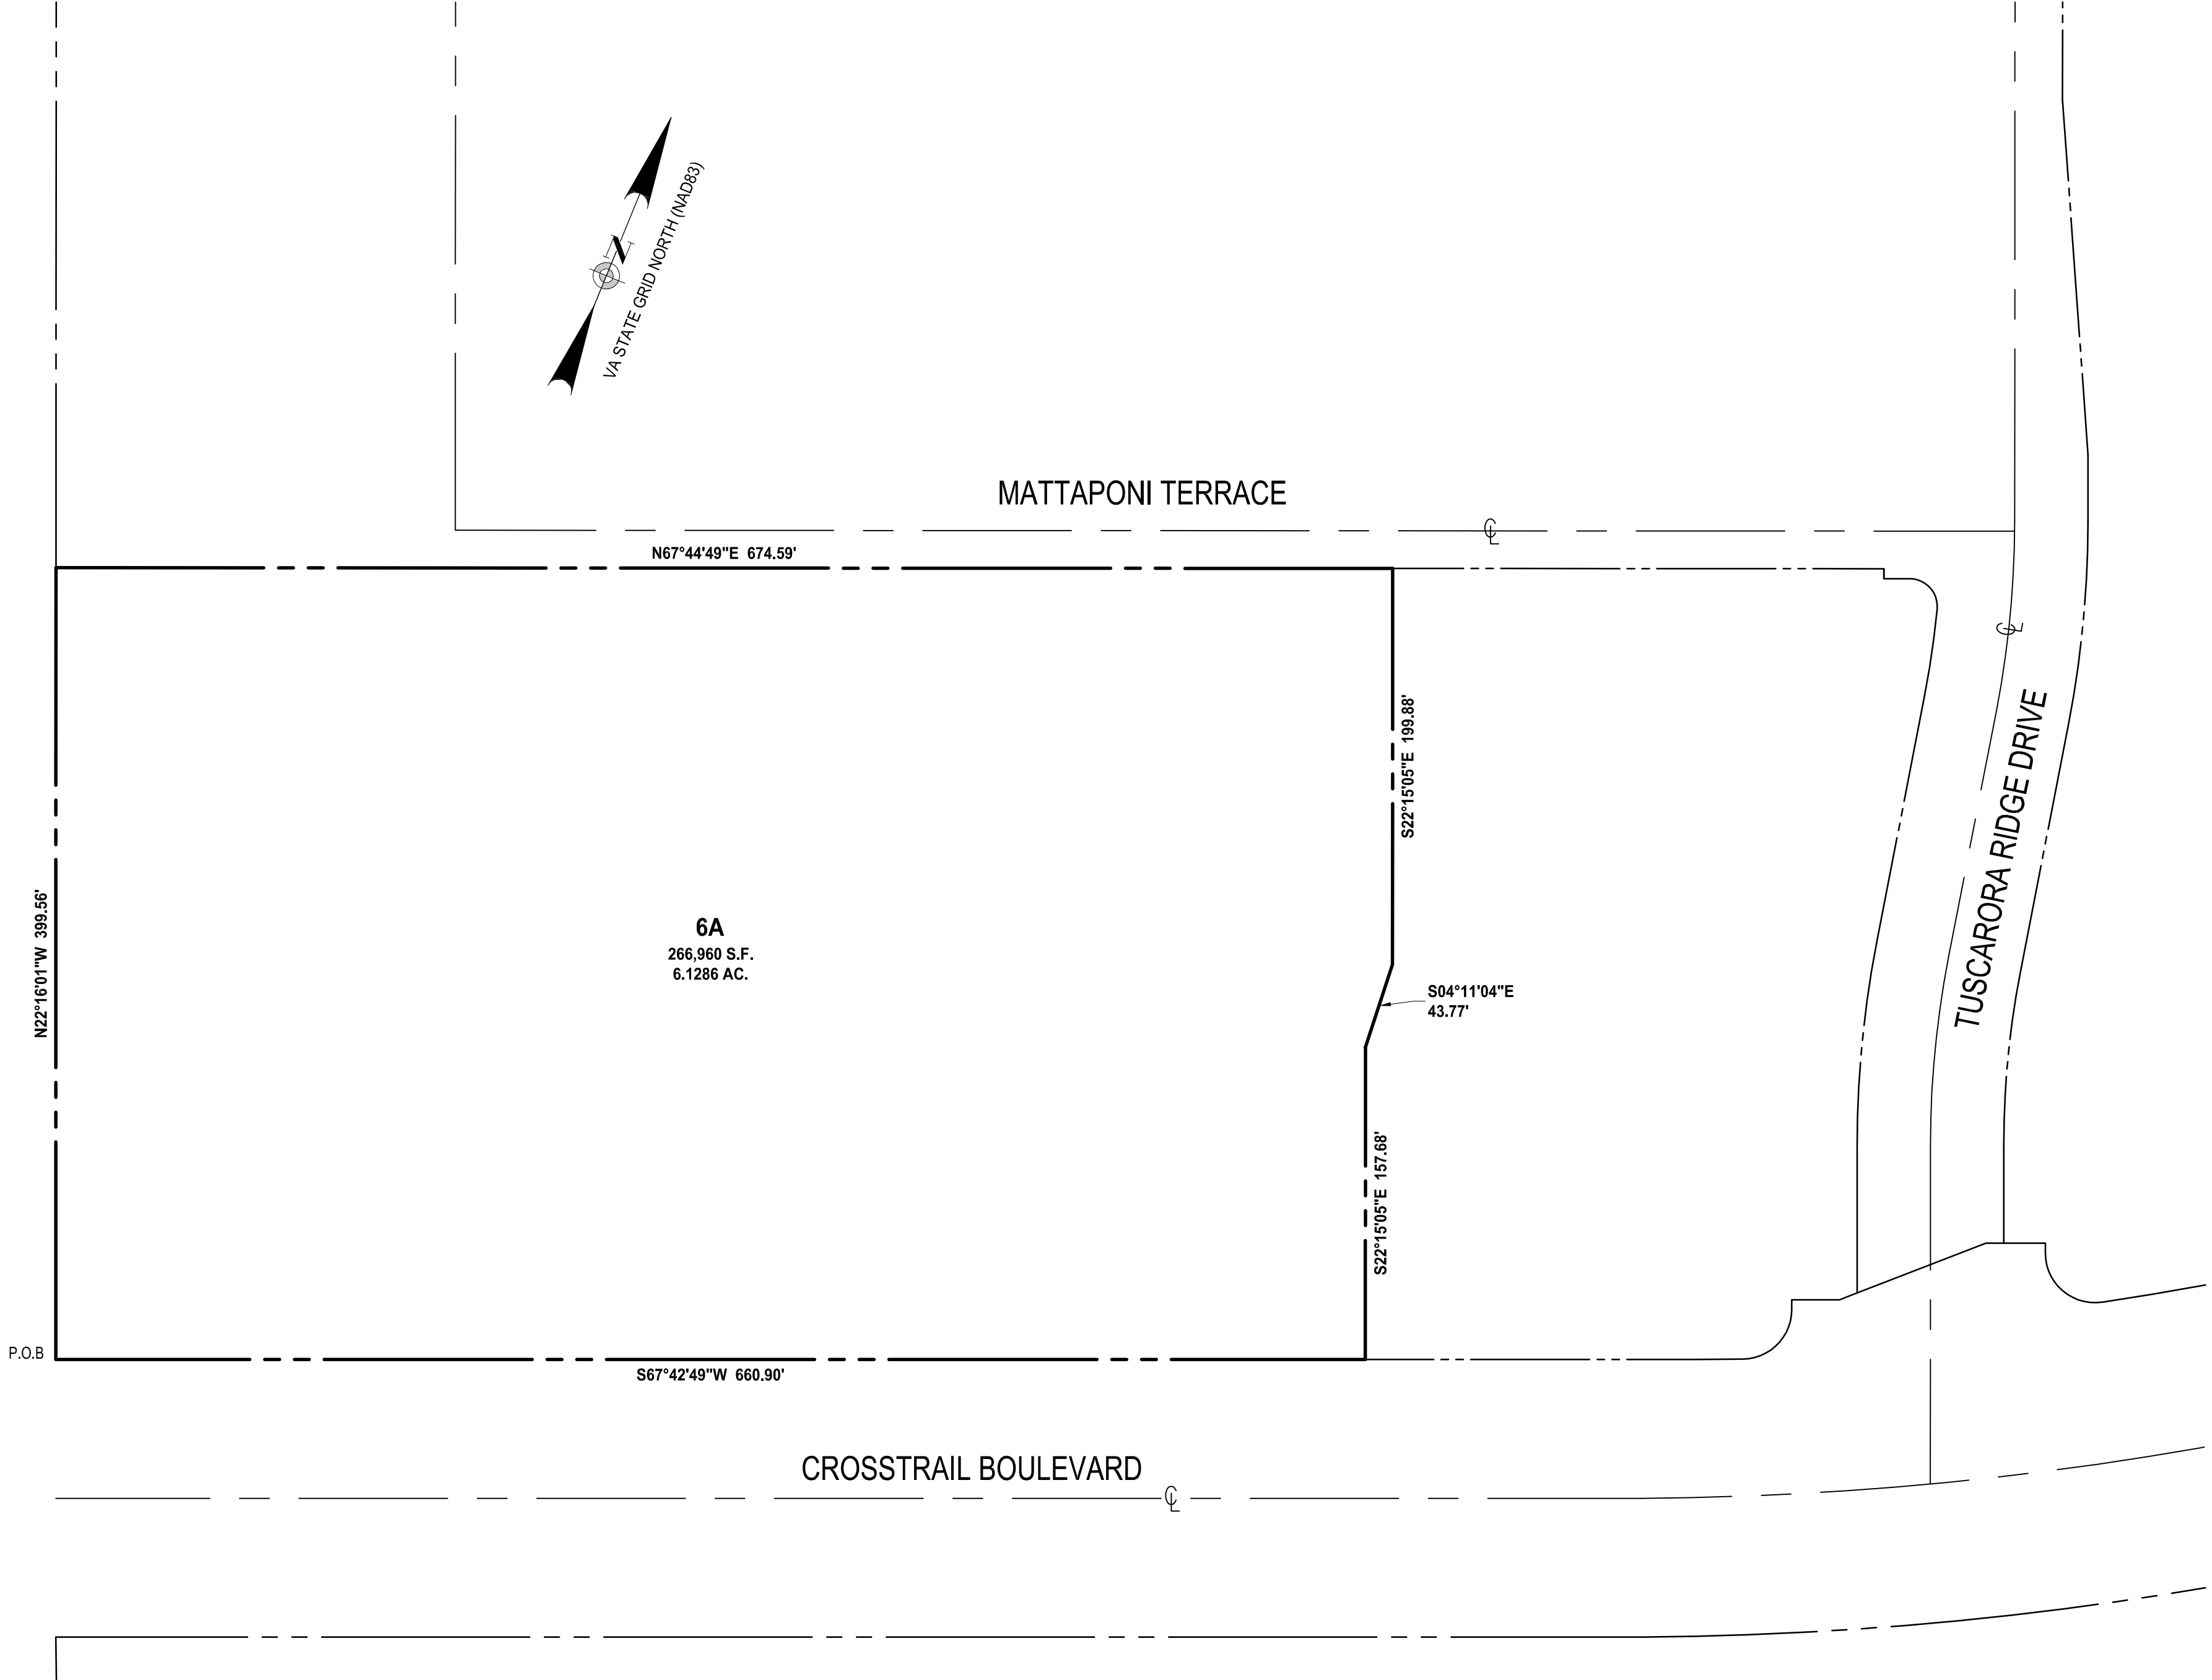 N
VA STATE GRID NORTH (NAD83)
MATTAPONI TERRACE
N67°44'49"E 674.59'
S22°15'05"E 199.88'
TUSCARORA RIDGE DRIVE
N22°16'01"W 399.56'
6A
266,960 S.F.
6.1286 AC.
S04°11'04"E
43.77'
S22°15'05"E 157.68'
P.O.B
S67°42'49"W 660.90'
CROSSTRAIL BOULEVARD